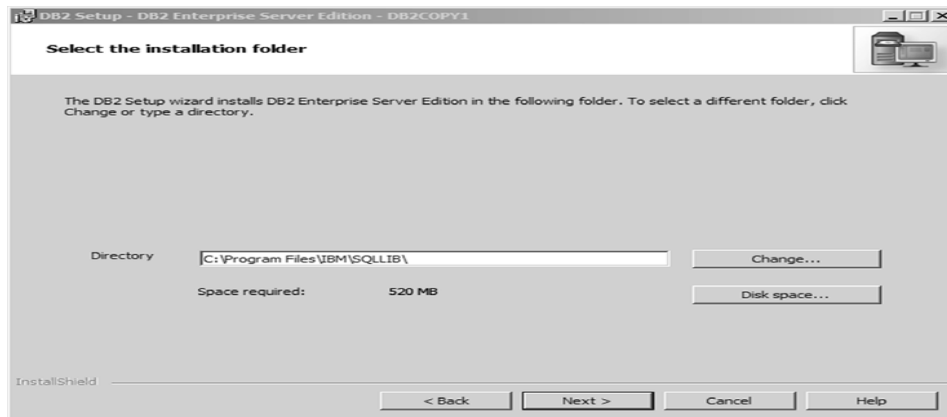 DB2 Setup - DB2 Enterprise Server Edition - DB2COPY1
Select the installation folder
The DB2 Setup wizard installs DB2 Enterprise Server Edition in the following folder. To select a different folder, click
Change or type a directory.
Directory C:\Program Files\IBM\SQLLIB\ Change...
Space required: 520 MB Disk space...
InstallShield
< Back Next > Cancel Help